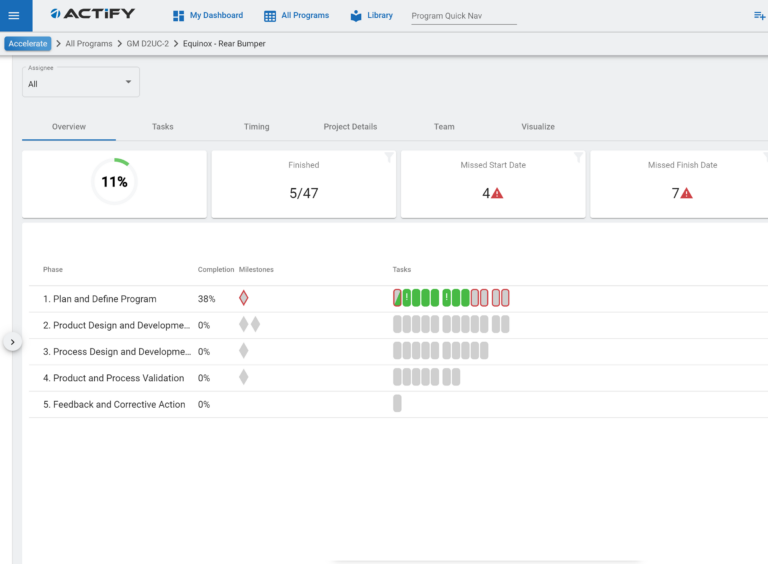 ACTiFY My Dashboard All Programs Library Program Quick Nav
Accelerate > All Programs > GM D2UC-2 > Equinox - Rear Bumper
Assignee
All
Overview Tasks Timing Project Details Team Visualize
11%
Finished
5/47
Missed Start Date
4
Missed Finish Date
7
Phase Completion Milestones Tasks
1. Plan and Define Program 38%
2. Product Design and Developme... 0%
3. Process Design and Developme... 0%
4. Product and Process Validation 0%
5. Feedback and Corrective Action 0%